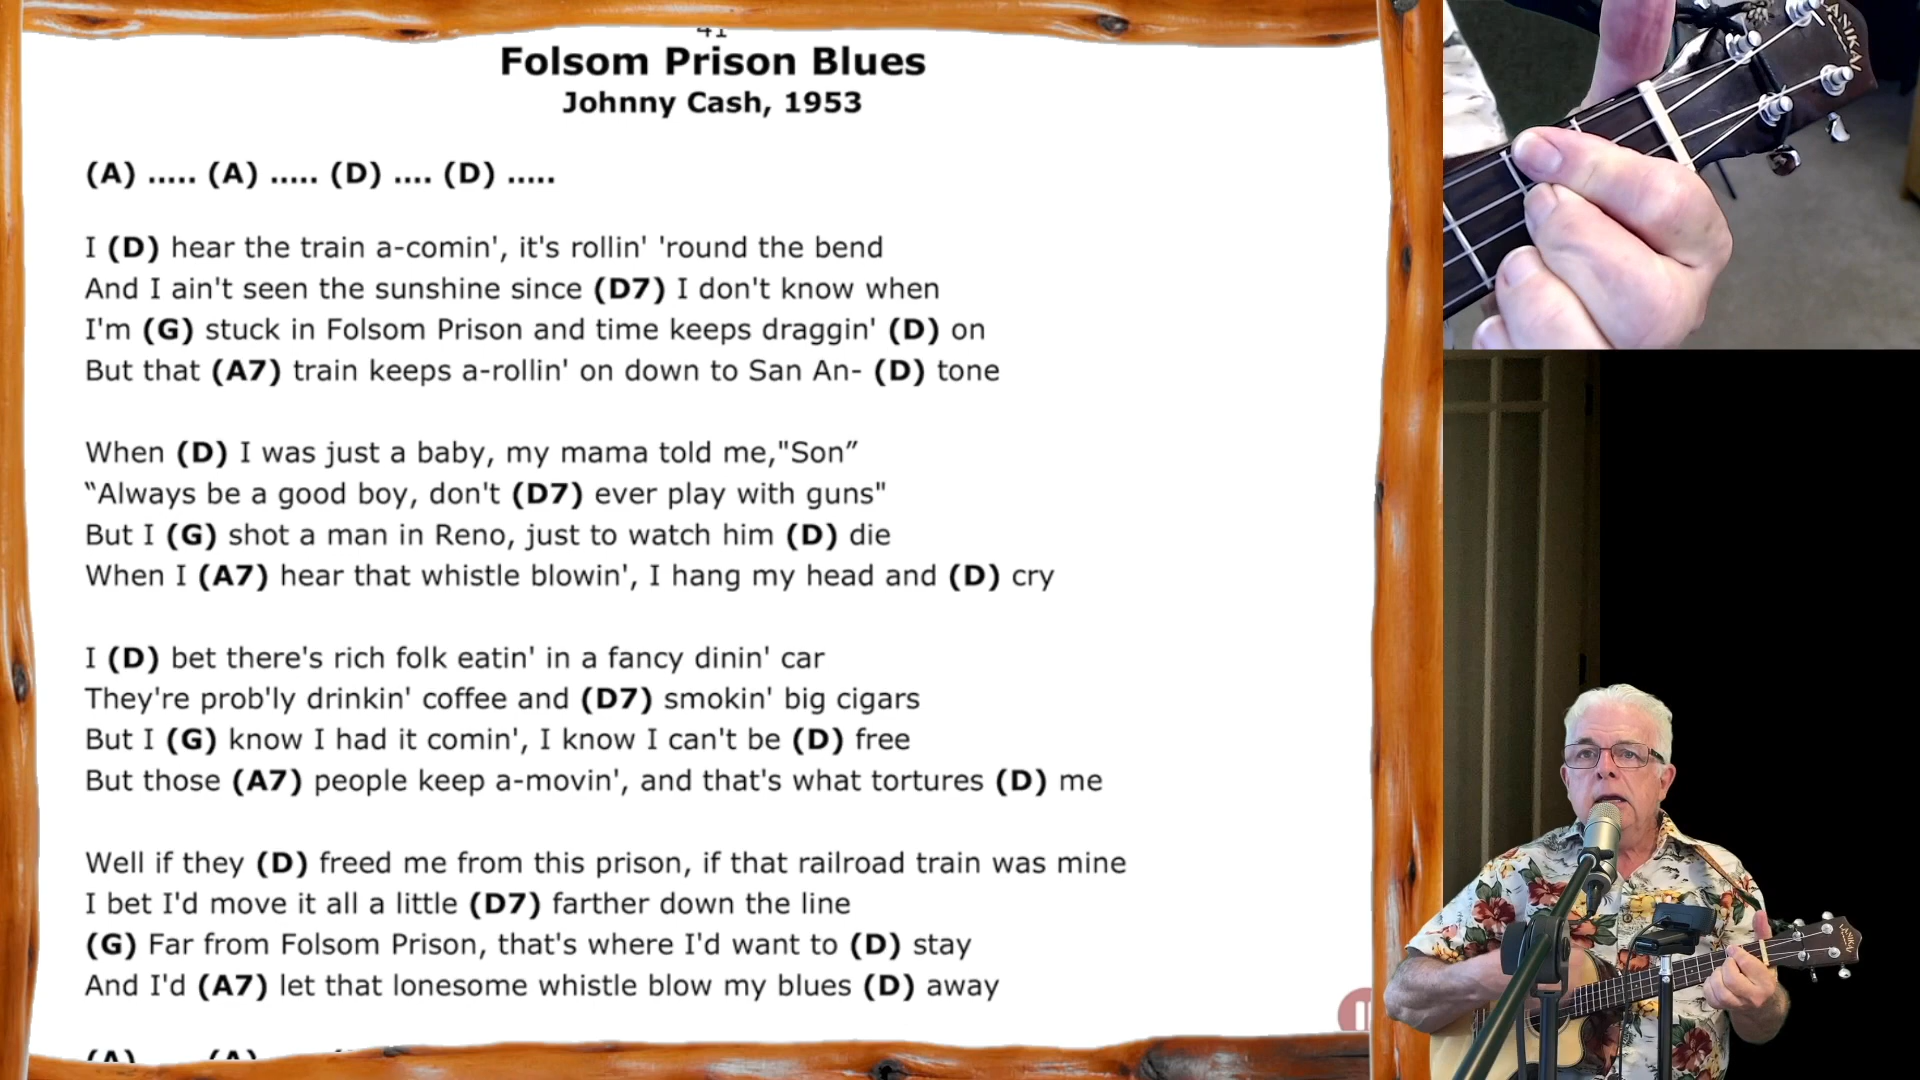 41
Folsom Prison Blues
Johnny Cash, 1953
(A) ..... (A) ..... (D) .... (D) .....
I (D) hear the train a-comin', it's rollin' 'round the bend
And I ain't seen the sunshine since (D7) I don't know when
I'm (G) stuck in Folsom Prison and time keeps draggin' (D) on
But that (A7) train keeps a-rollin' on down to San An- (D) tone
When (D) I was just a baby, my mama told me,"Son”
“Always be a good boy, don't (D7) ever play with guns"
But I (G) shot a man in Reno, just to watch him (D) die
When I (A7) hear that whistle blowin', I hang my head and (D) cry
I (D) bet there's rich folk eatin' in a fancy dinin' car
They're prob'ly drinkin' coffee and (D7) smokin' big cigars
But I (G) know I had it comin', I know I can't be (D) free
But those (A7) people keep a-movin', and that's what tortures (D) me
Well if they (D) freed me from this prison, if that railroad train was mine
I bet I'd move it all a little (D7) farther down the line
(G) Far from Folsom Prison, that's where I'd want to (D) stay
And I'd (A7) let that lonesome whistle blow my blues (D) away
(A) (A)